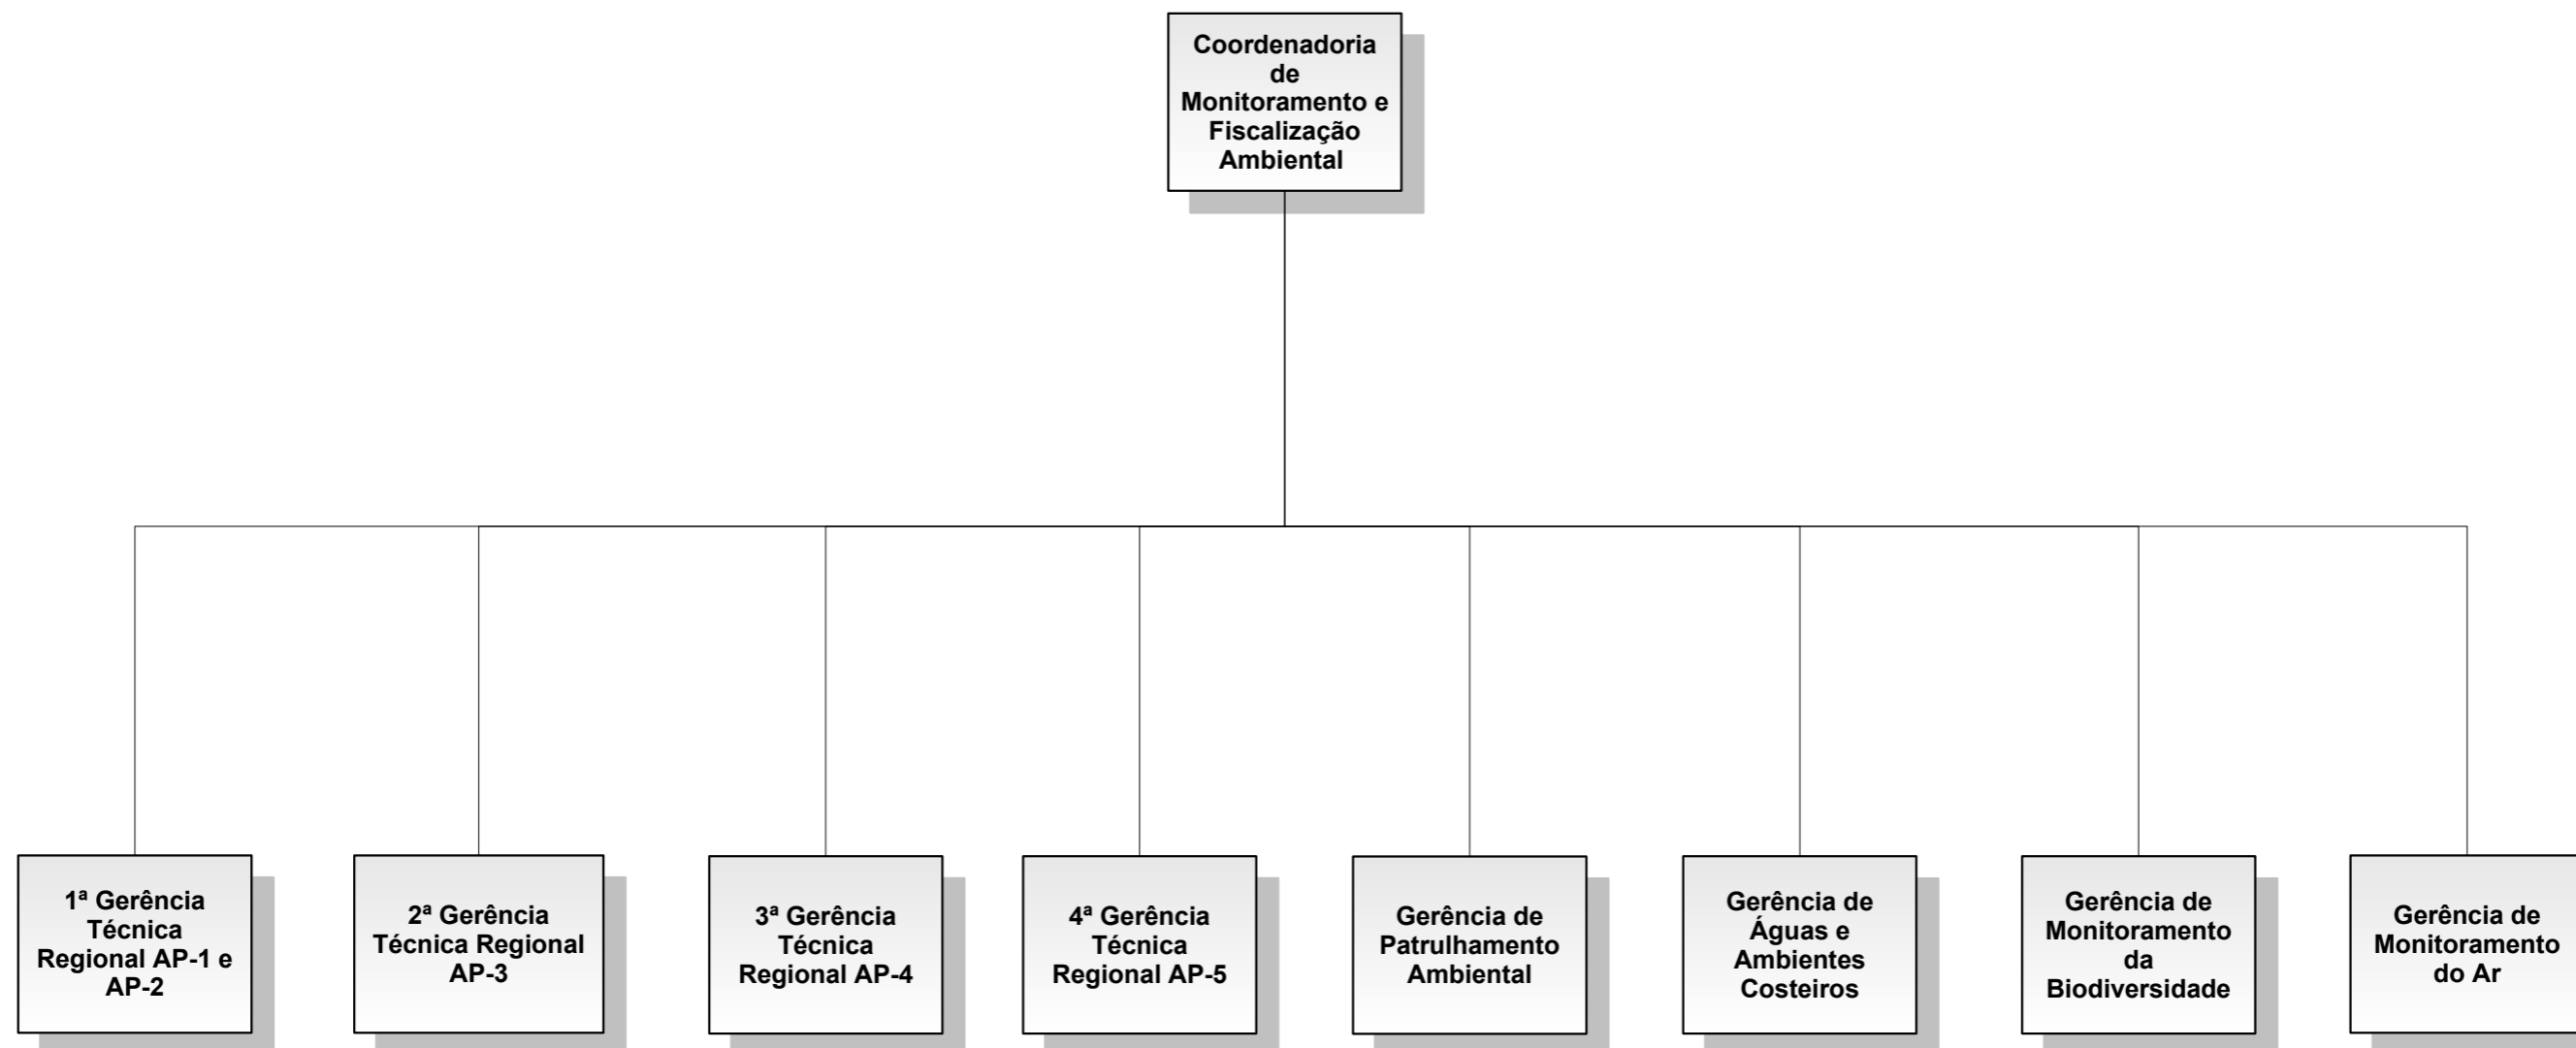 Coordenadoria
de
Monitoramento e
Fiscalização
Ambiental
1ª Gerência
Técnica
Regional AP-1 e
AP-2
2ª Gerência
Técnica Regional
AP-3
3ª Gerência
Técnica
Regional AP-4
4ª Gerência
Técnica
Regional AP-5
Gerência de
Patrulhamento
Ambiental
Gerência de
Águas e
Ambientes
Costeiros
Gerência de
Monitoramento
da
Biodiversidade
Gerência de
Monitoramento
do Ar